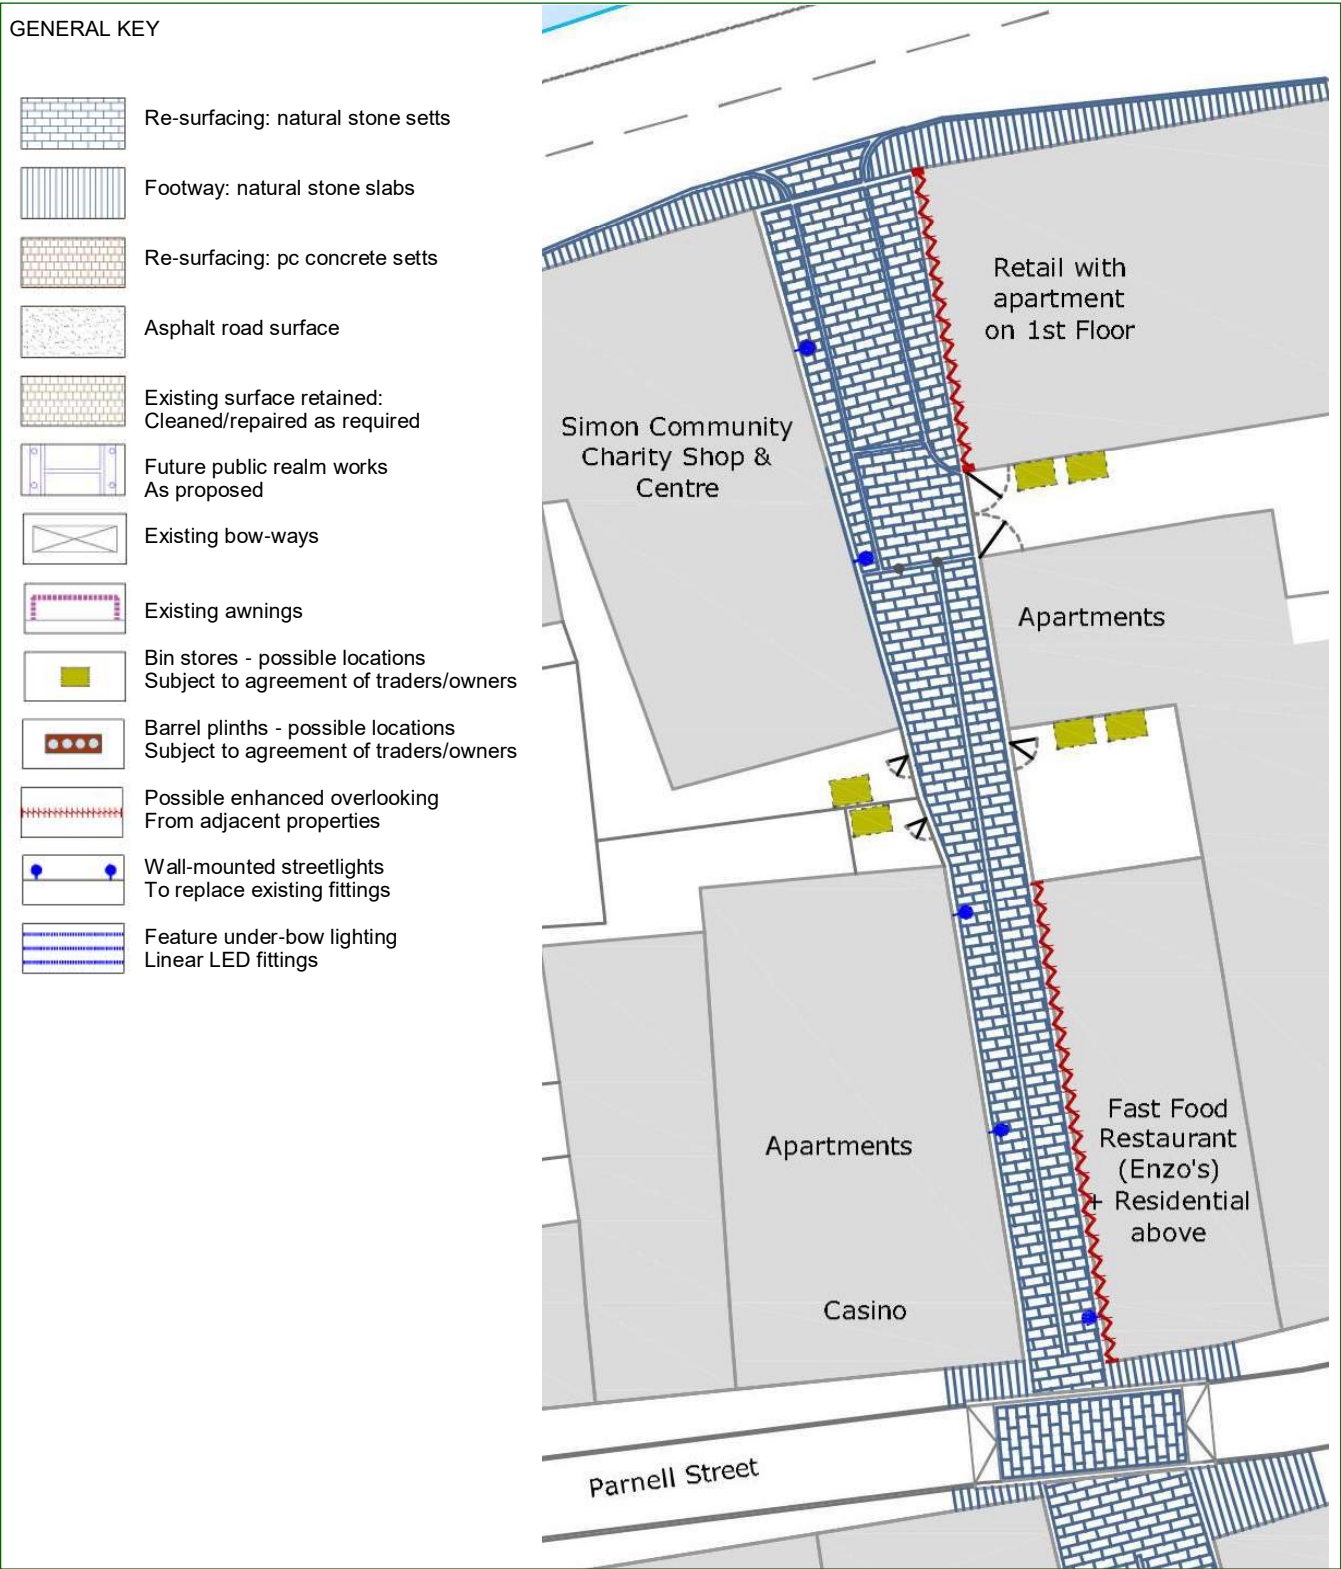 GENERAL KEY
Re-surfacing: natural stone setts
Footway: natural stone slabs
Re-surfacing: pc concrete setts
Asphalt road surface
Existing surface retained:
Cleaned/repaired as required
Future public realm works
As proposed
Existing bow-ways
Existing awnings
Bin stores - possible locations
Subject to agreement of traders/owners
Barrel plinths - possible locations
Subject to agreement of traders/owners
Possible enhanced overlooking
From adjacent properties
Wall-mounted streetlights
To replace existing fittings
Feature under-bow lighting
Linear LED fittings
Retail with
apartment
on 1st Floor
Simon Community
Charity Shop &
Centre
Apartments
Apartments
Fast Food
Restaurant
(Enzo's)
+ Residential
above
Casino
Parnell Street